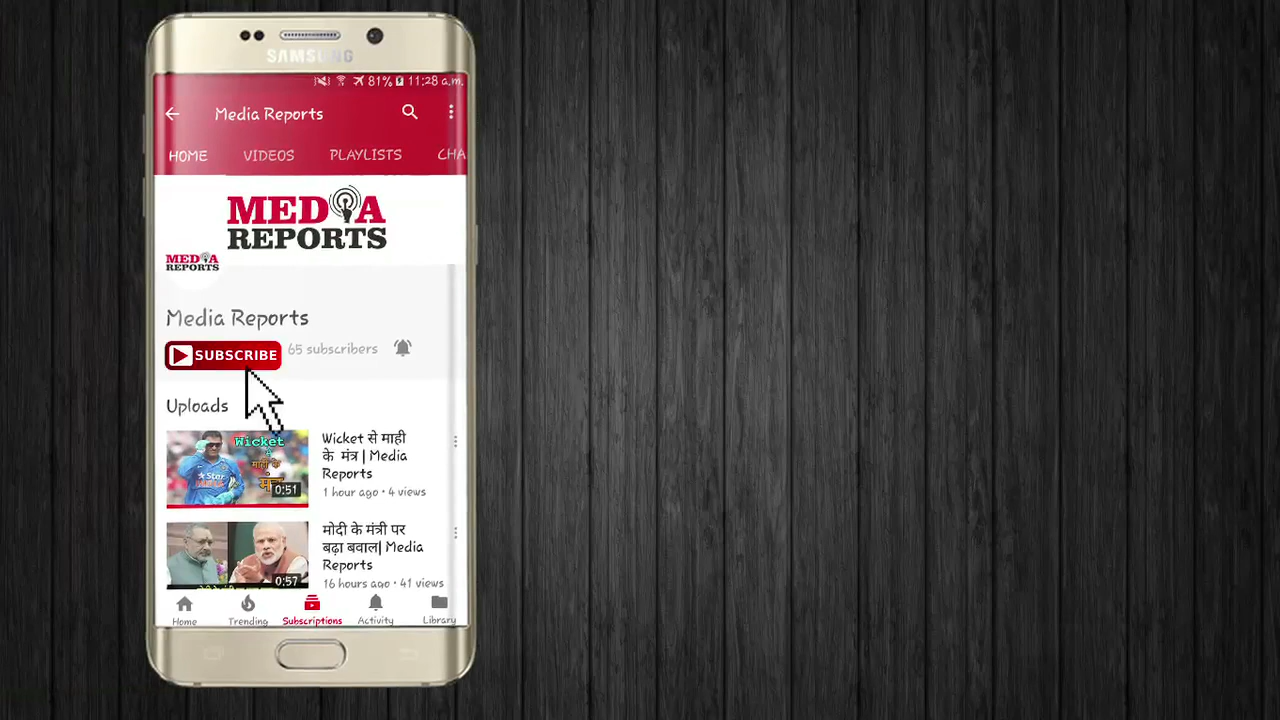 SAMSUNG
81% 11:28 a.m.
Media Reports
HOME VIDEOS PLAYLISTS CHA
MEDIA
REPORTS
MEDIA
REPORTS
Media Reports
SUBSCRIBE 65 subscribers
Uploads
Wicket
से
माही के
मंत्र
0:51
Wicket से माही
के मंत्र | Media
Reports
1 hour ago • 4 views
0:57
मोदी के मंत्री पर
बढ़ा बवाल| Media
Reports
16 hours ago • 41 views
Home Trending Subscriptions Activity Library